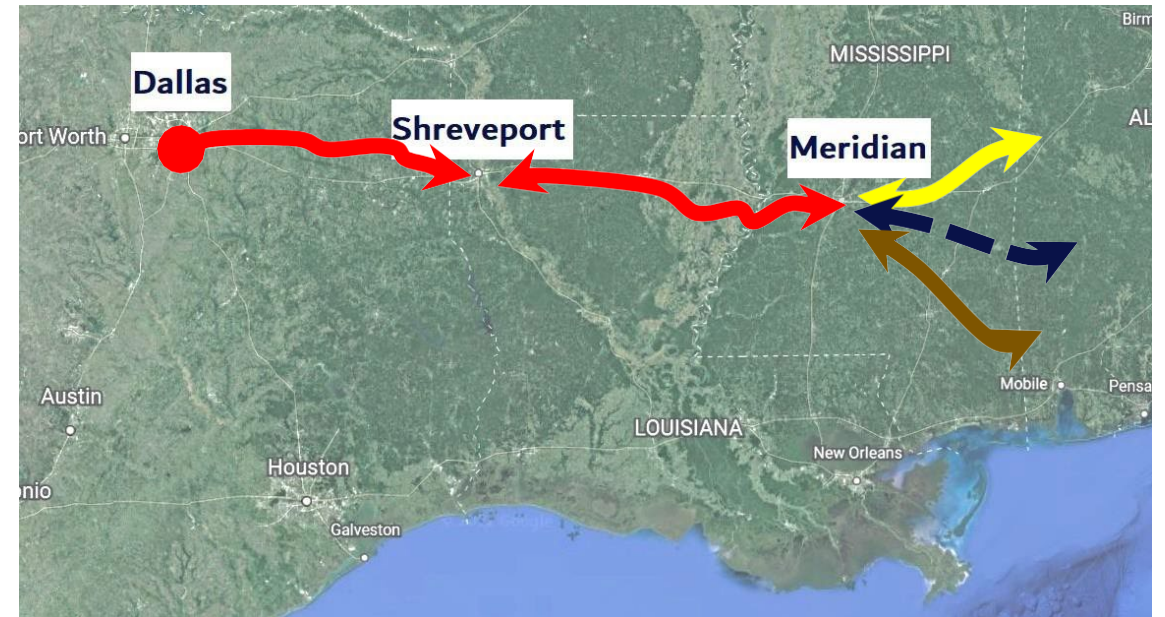 Birm
MISSISSIPPI
Dallas
Shreveport
AL
ort Worth
Meridian
Mobile
Pensa
Austin
LOUISIANA
New Orleans
Houston
onio
Galveston